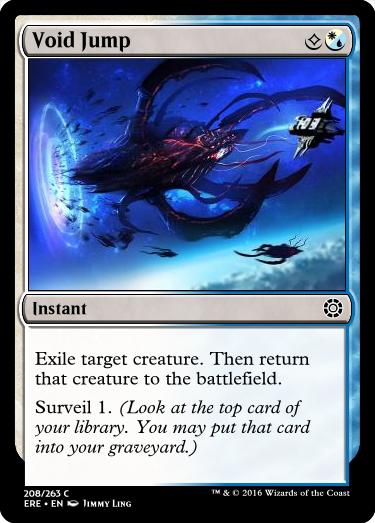 Void Jump
Instant
Exile target creature. Then return
that creature to the battlefield.
Surveil 1. (Look at the top card of
your library. You may put that card
into your graveyard.)
208/263 C
ERE • EN Jimmy Ling
™ & © 2016 Wizards of the Coast